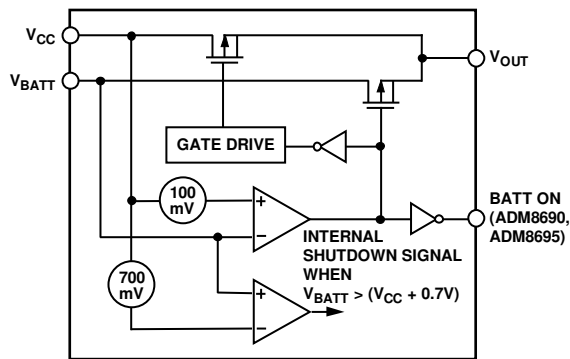 VCC
VBATT
VOUT
GATE DRIVE
100
mV
+
−
BATT ON
(ADM8690,
ADM8695)
INTERNAL
SHUTDOWN SIGNAL
WHEN
VBATT > (VCC + 0.7V)
700
mV
+
−